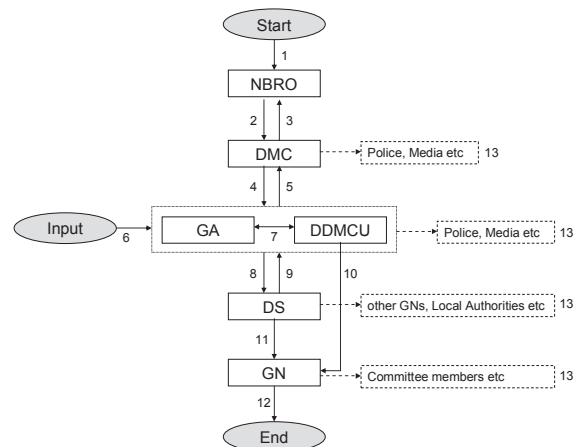 Start
1
NBRO
2 3
DMC
Police, Media etc 13
4 5
Input
6
GA
7
DDMCU
Police, Media etc 13
8 9 10
DS
other GNs, Local Authorities etc 13
11
GN
Committee members etc 13
12
End